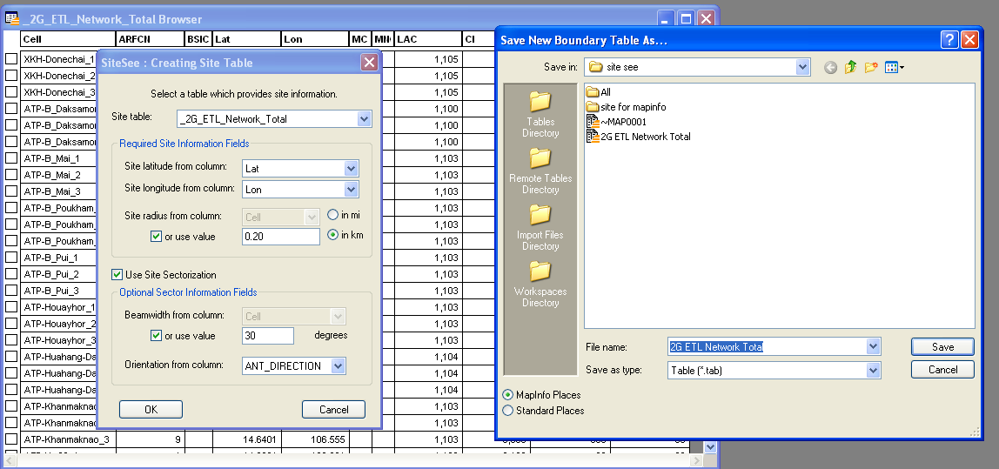 _2G_ETL_Network_Total Browser
Cell ARFCN BSIC Lat Lon MC MN LAC CI
XKH-Donechai_1 1,105
XKH-Donechai_2 1,105
XKH-Donechai_3 1,105
ATP-B_Daksamon 1,100
ATP-B_Daksamon 1,100
ATP-B_Daksamon 1,100
ATP-B_Mai_1 1,103
ATP-B_Mai_2 1,103
ATP-B_Mai_3 1,103
ATP-B_Poukham_ 1,103
ATP-B_Poukham_ 1,103
ATP-B_Poukham_ 1,103
ATP-B_Pui_1 1,103
ATP-B_Pui_2 1,103
ATP-B_Pui_3 1,103
ATP-Houayhor_1 1,103
ATP-Houayhor_2 1,103
ATP-Houayhor_3 1,103
ATP-Huahang-Da 1,104
ATP-Huahang-Da 1,104
ATP-Huahang-Da 1,104
ATP-Khanmaknao 1,103
ATP-Khanmaknao 1,103
ATP-Khanmaknao_3 9 14.6401 106.555 1,103
SiteSee : Creating Site Table
Select a table which provides site information.
Site table: _2G_ETL_Network_Total
Required Site Information Fields
Site latitude from column: Lat
Site longitude from column: Lon
Site radius from column: Cell in mi
or use value 0.20 in km
Use Site Sectorization
Optional Sector Information Fields
Beamwidth from column: Cell
or use value 30 degrees
Orientation from column: ANT_DIRECTION
OK Cancel
Save New Boundary Table As...
Save in: site see
Tables
Directory
Remote Tables
Directory
Import Files
Directory
Workspaces
Directory
All
site for mapinfo
~MAP0001
2G ETL Network Total
File name: 2G ETL Network Total Save
Save as type: Table (*.tab) Cancel
MapInfo Places
Standard Places